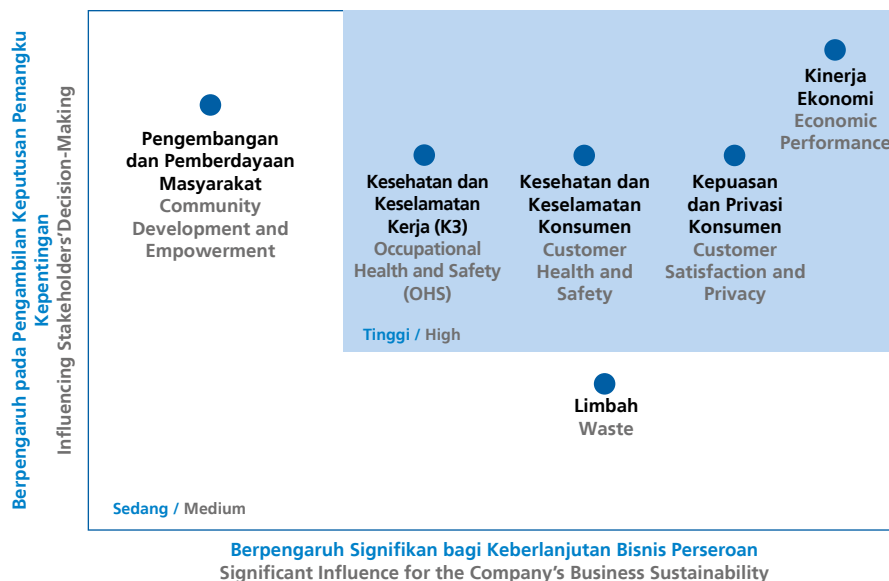 Berpengaruh pada Pengambilan Keputusan Pemangku
Kepentingan
Influencing Stakeholders'Decision-Making
Kinerja
Ekonomi
Economic
Performance
Pengembangan
dan Pemberdayaan
Masyarakat
Community
Development and
Empowerment
Kesehatan dan
Keselamatan
Kerja (K3)
Occupational
Health and Safety
(OHS)
Kesehatan dan
Keselamatan
Konsumen
Customer
Health and
Safety
Kepuasan
dan Privasi
Konsumen
Customer
Satisfaction and
Privacy
Tinggi / High
Limbah
Waste
Sedang / Medium
Berpengaruh Signifikan bagi Keberlanjutan Bisnis Perseroan
Significant Influence for the Company's Business Sustainability